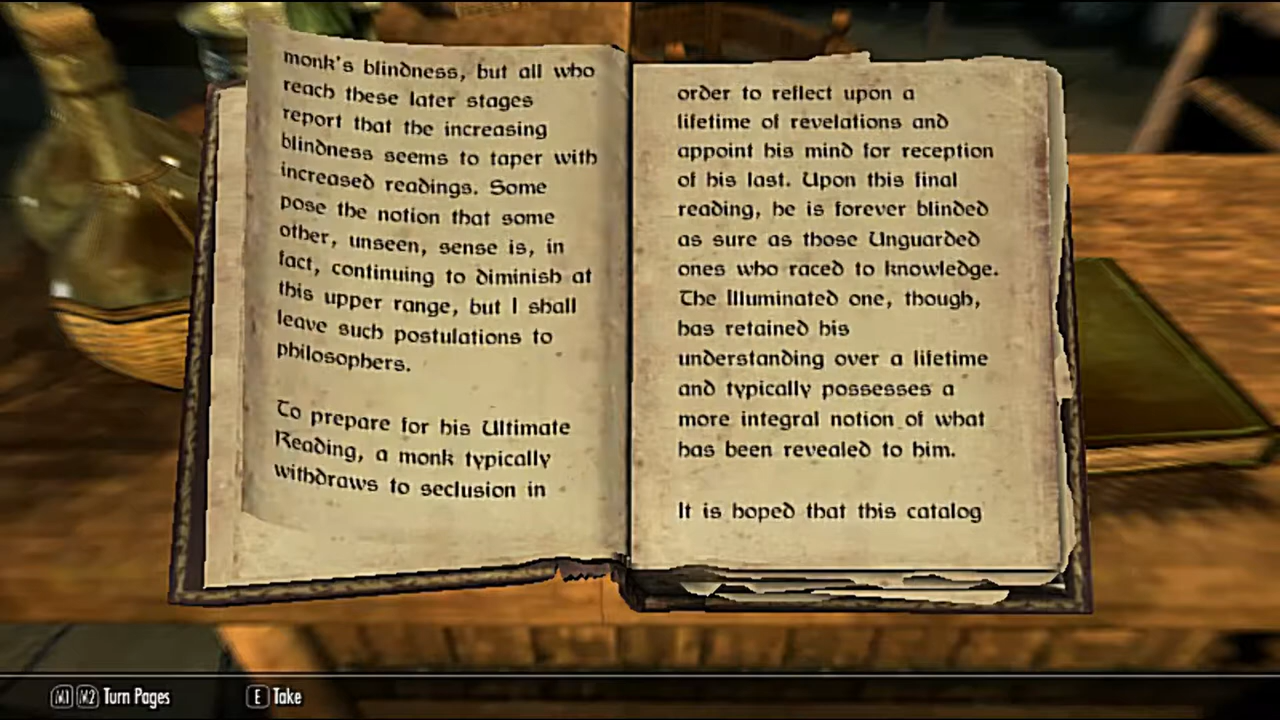 monk's blindness, but all who
reach these later stages
report that the increasing
blindness seems to taper with
increased readings. Some
pose the notion that some
other, unseen, sense is, in
fact, continuing to diminish at
this upper range, but I shall
leave such postulations to
philosophers.
To prepare for his Ultimate
Reading, a monk typically
withdraws to seclusion in
order to reflect upon a
lifetime of revelations and
appoint his mind for reception
of his last. Upon this final
reading, he is forever blinded
as sure as those Unguarded
ones who raced to knowledge.
The Illuminated one, though,
has retained his
understanding over a lifetime
and typically possesses a
more integral notion of what
has been revealed to him.
It is hoped that this catalog
M1 M2 Turn Pages
E Take